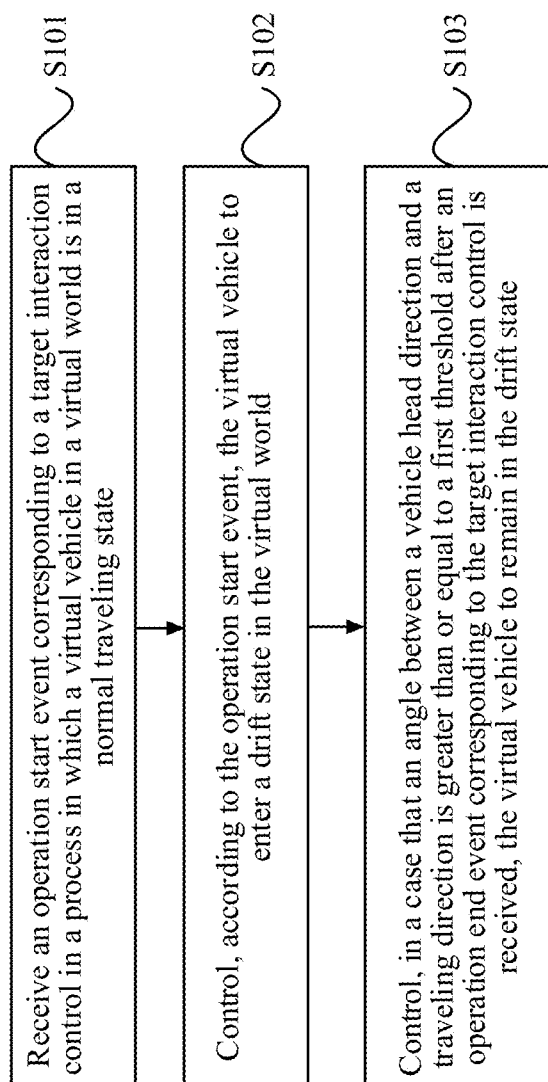 Receive an operation start event corresponding to a target interaction
control in a process in which a virtual vehicle in a virtual world is in a
normal traveling state
S101
Control, according to the operation start event, the virtual vehicle to
enter a drift state in the virtual world
S102
Control, in a case that an angle between a vehicle head direction and a
traveling direction is greater than or equal to a first threshold after an
operation end event corresponding to the target interaction control is
received, the virtual vehicle to remain in the drift state
S103